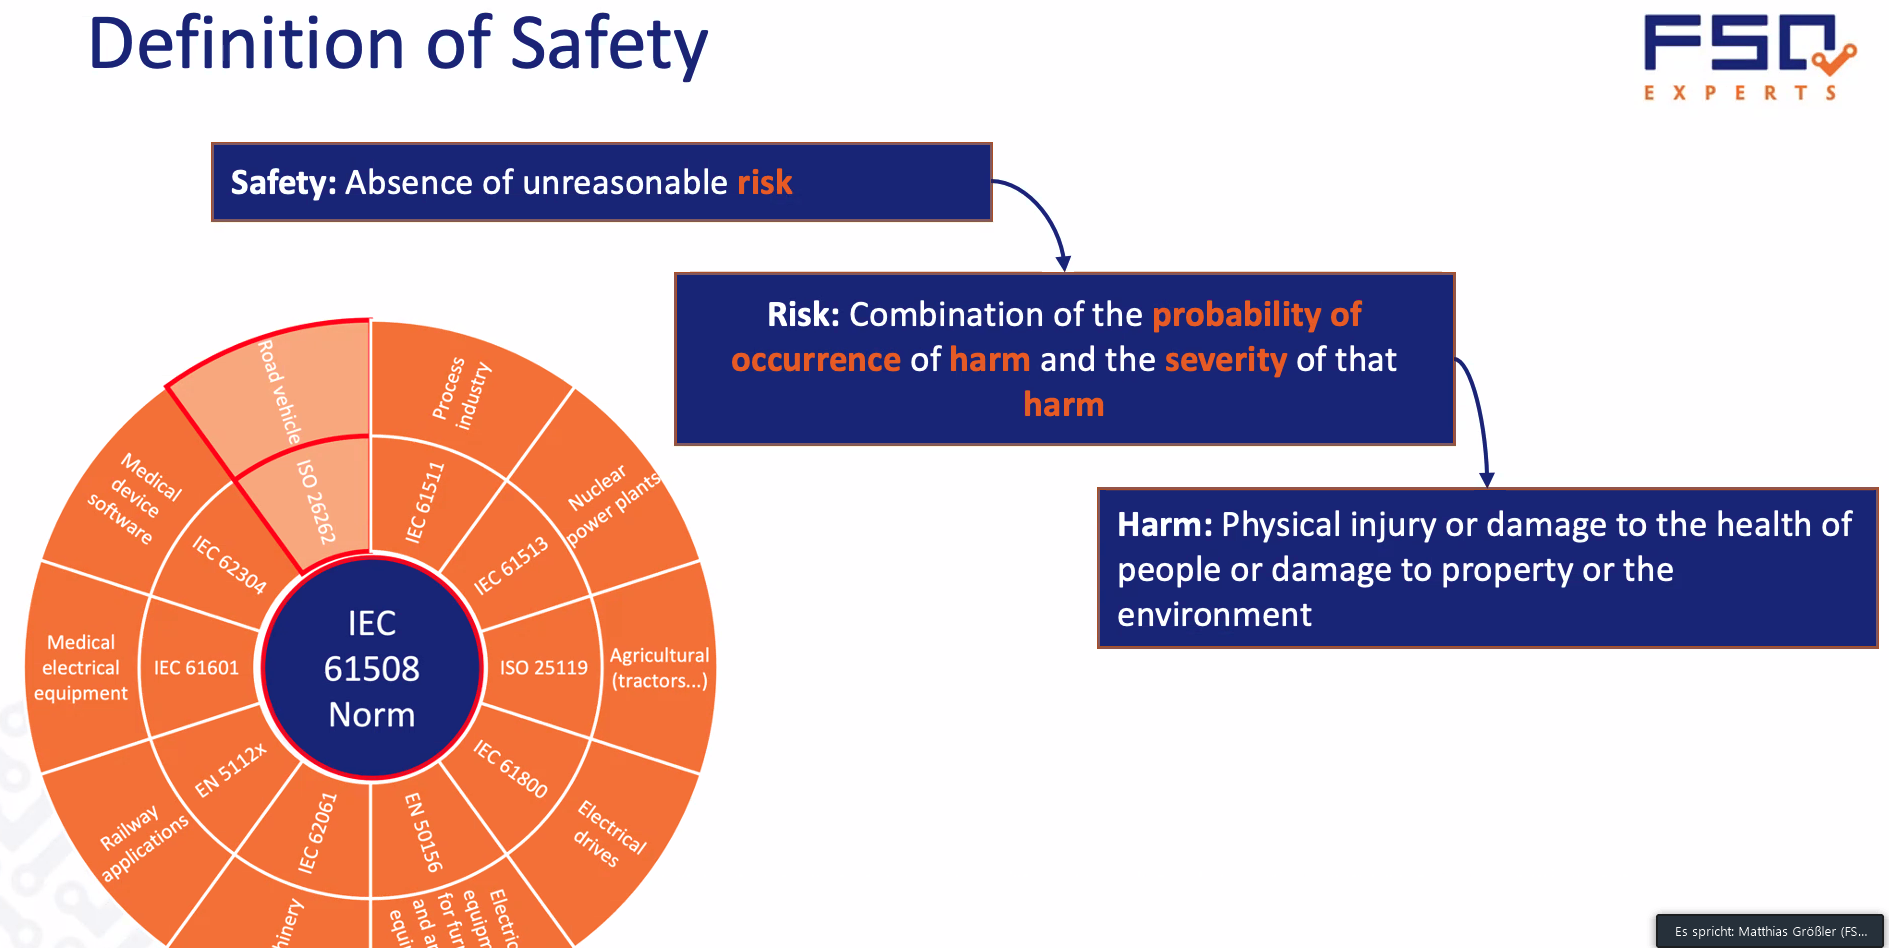 Definition of Safety
FSQ
EXPERTS
Safety: Absence of unreasonable risk
Risk: Combination of the probability of
occurrence of harm and the severity of that
harm
Harm: Physical injury or damage to the health of
people or damage to property or the
environment
Road vehicle
ISO 26262
Process
industry
IEC 61511
Nuclear
power plants
IEC 61513
Agricultural
(tractors...)
ISO 25119
Electrical
drives
IEC 61800
EN 50156
IEC 62061
Railway
applications
EN 5112x
Medical
electrical
equipment
IEC 61601
Medical
device
software
IEC 62304
IEC
61508
Norm
for
and
Es spricht: Matthias Größler (FS...